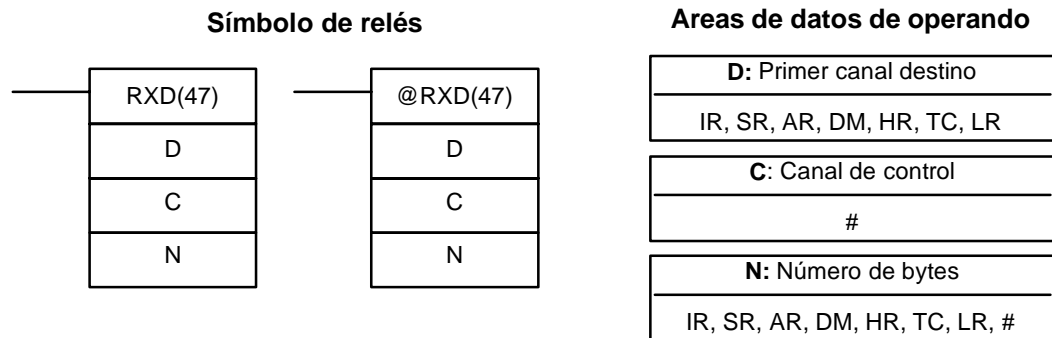 Símbolo de relés
RXD(47)
D
C
N
@RXD(47)
D
C
N
Areas de datos de operando
D: Primer canal destino
IR, SR, AR, DM, HR, TC, LR
C: Canal de control
#
N: Número de bytes
IR, SR, AR, DM, HR, TC, LR, #